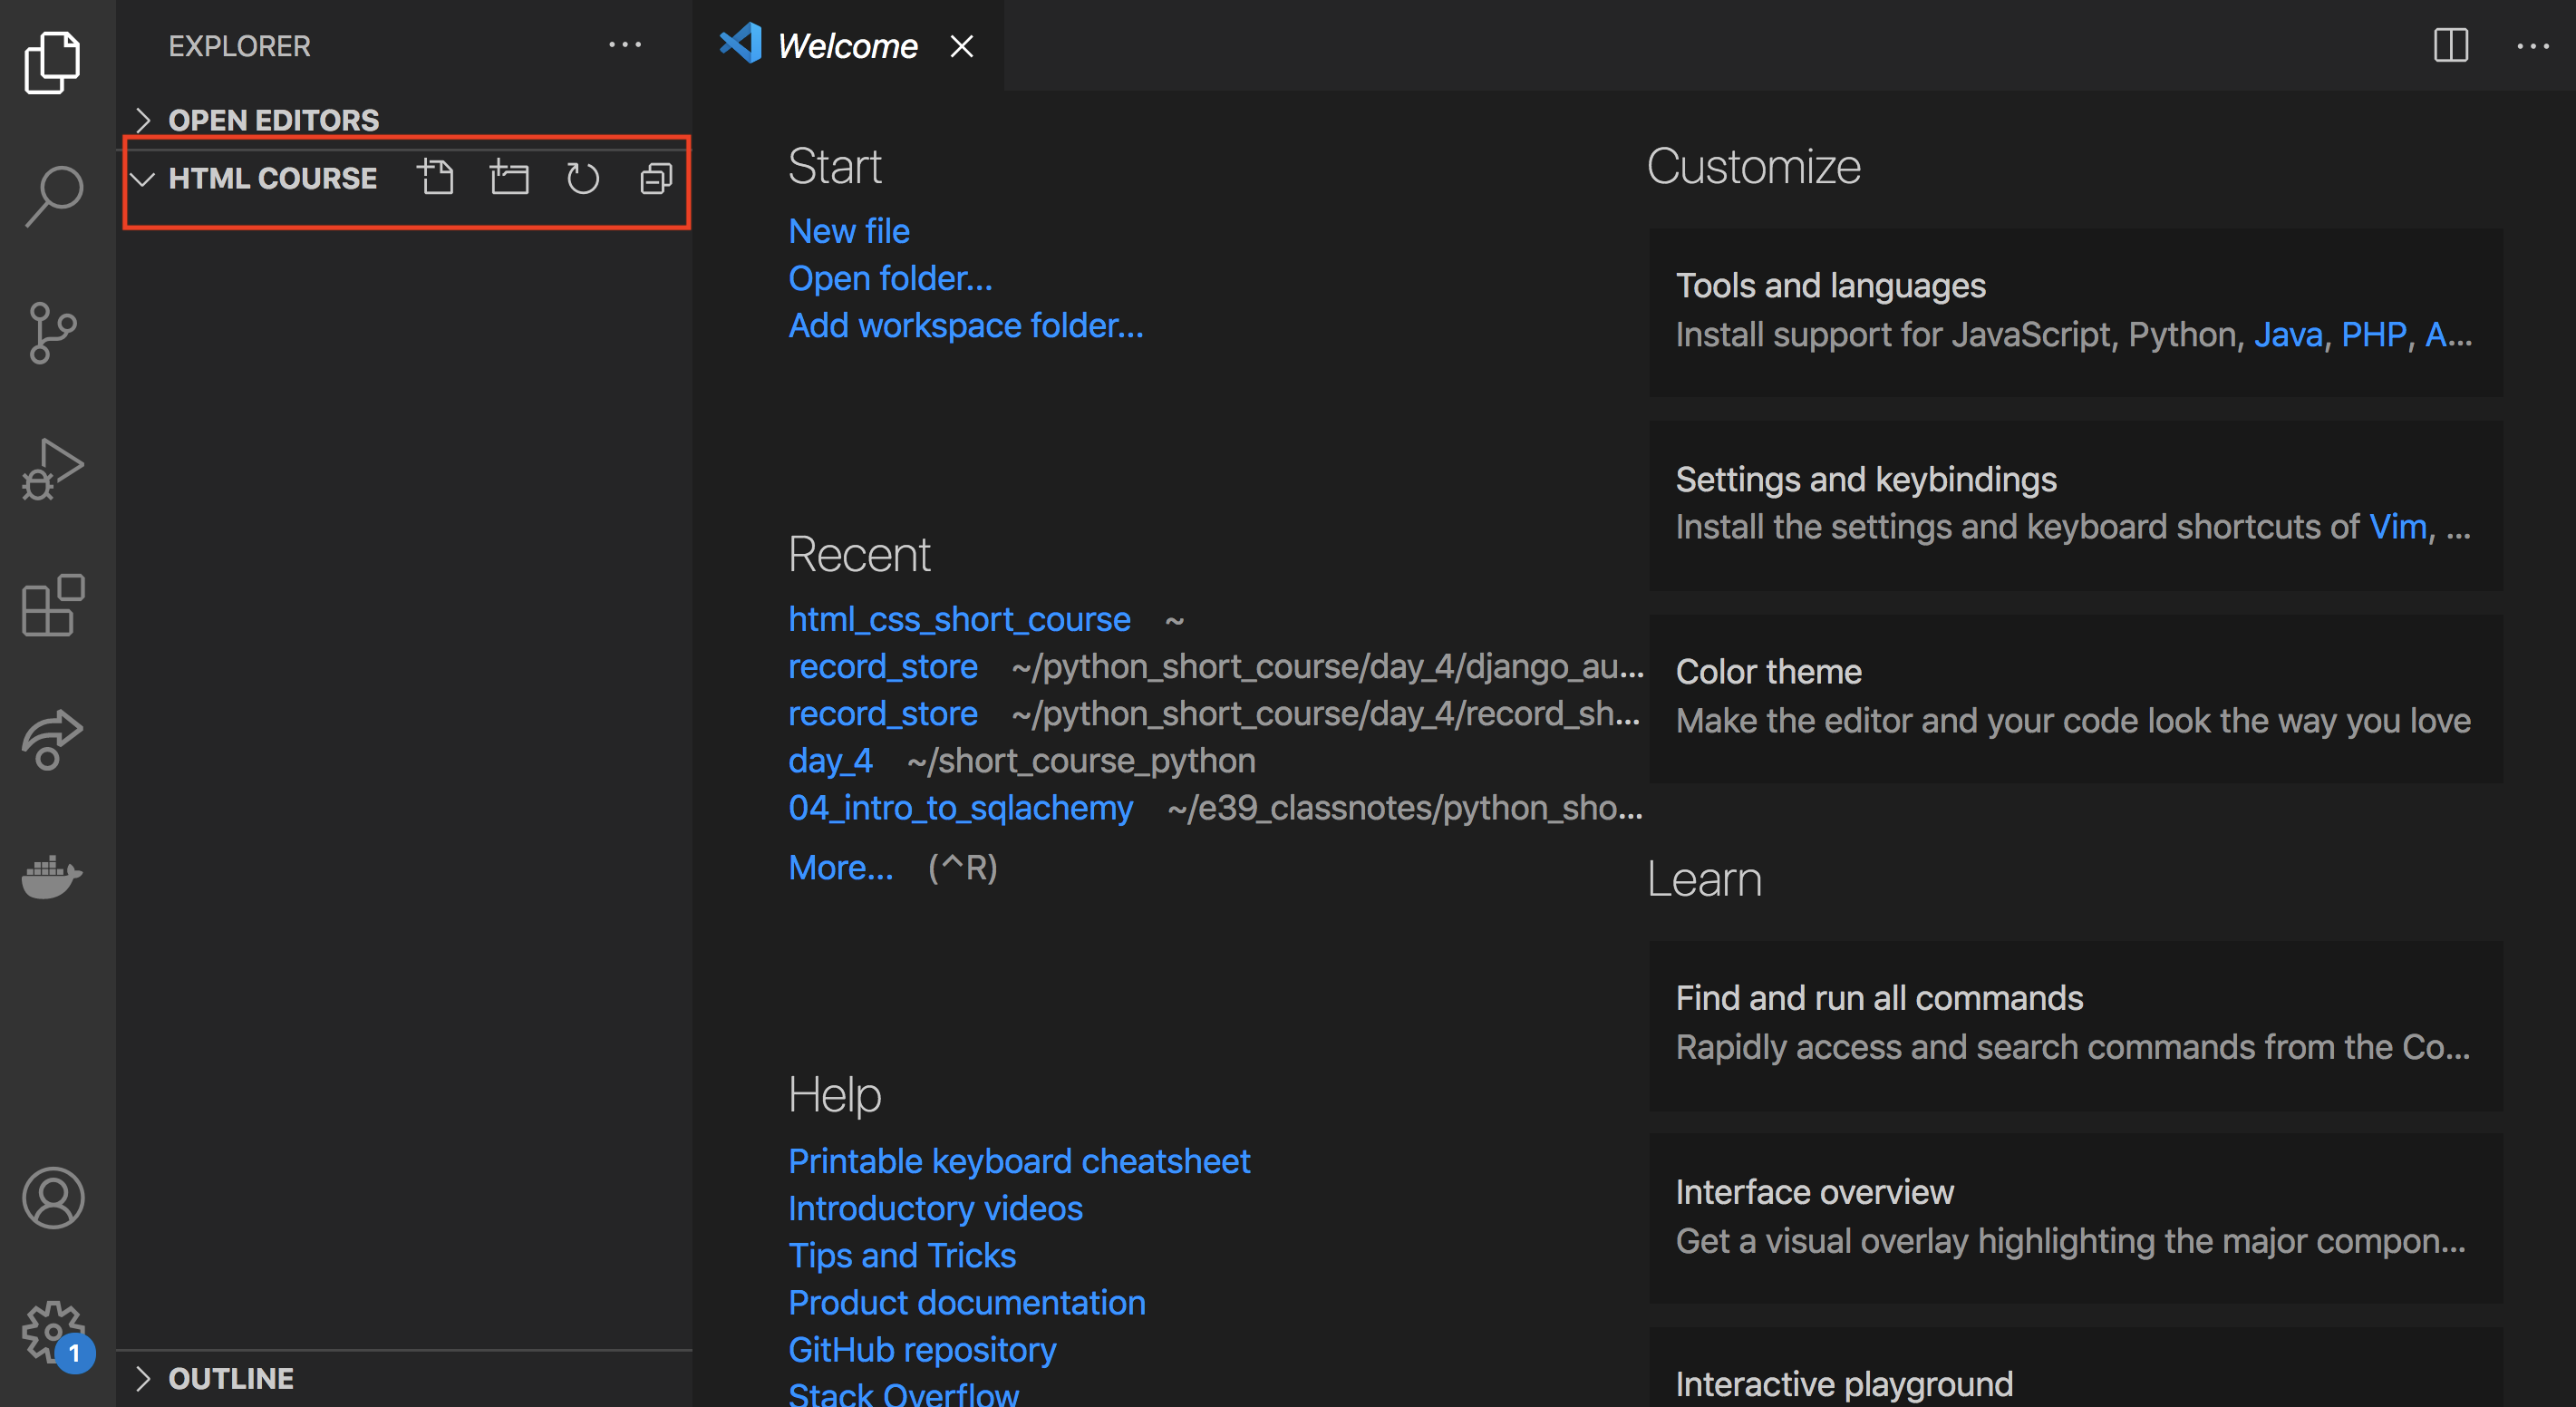 EXPLORER
OPEN EDITORS
HTML COURSE
OUTLINE
1
Welcome
Start
New file
Open folder...
Add workspace folder...
Recent
html_css_short_course ~
record_store ~/python_short_course/day_4/django_au...
record_store ~/python_short_course/day_4/record_sh...
day_4 ~/short_course_python
04_intro_to_sqlachemy ~/e39_classnotes/python_sho...
More... (^R)
Help
Printable keyboard cheatsheet
Introductory videos
Tips and Tricks
Product documentation
GitHub repository
Stack Overflow
Customize
Tools and languages
Install support for JavaScript, Python, Java, PHP, A...
Settings and keybindings
Install the settings and keyboard shortcuts of Vim, ...
Color theme
Make the editor and your code look the way you love
Learn
Find and run all commands
Rapidly access and search commands from the Co...
Interface overview
Get a visual overlay highlighting the major compon...
Interactive playground